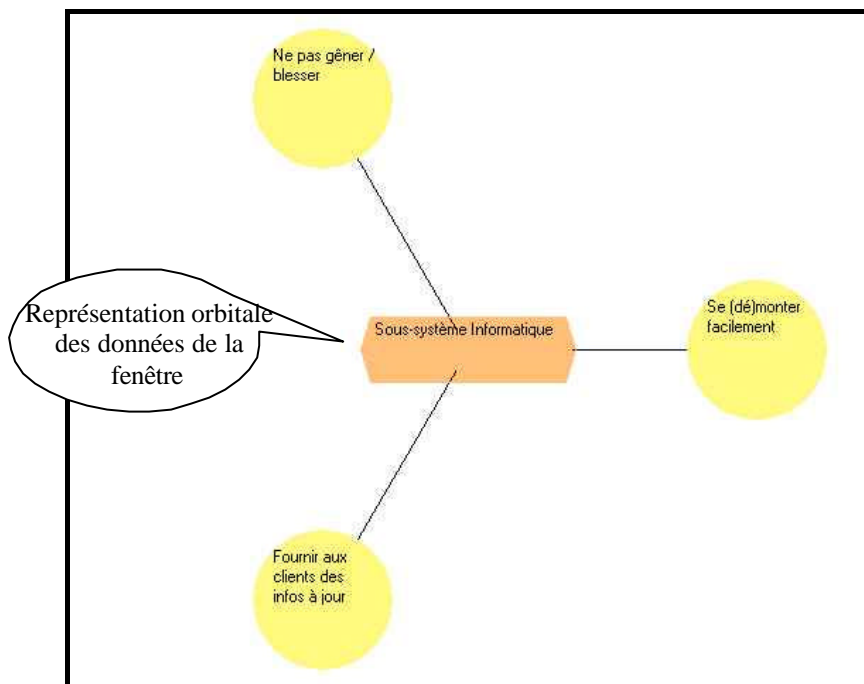 Ne pas gêner /
blesser
Représentation orbitale
des données de la
fenêtre
Sous-système Informatique
Se (dé)monter
facilement
Fournir aux
clients des
infos à jour